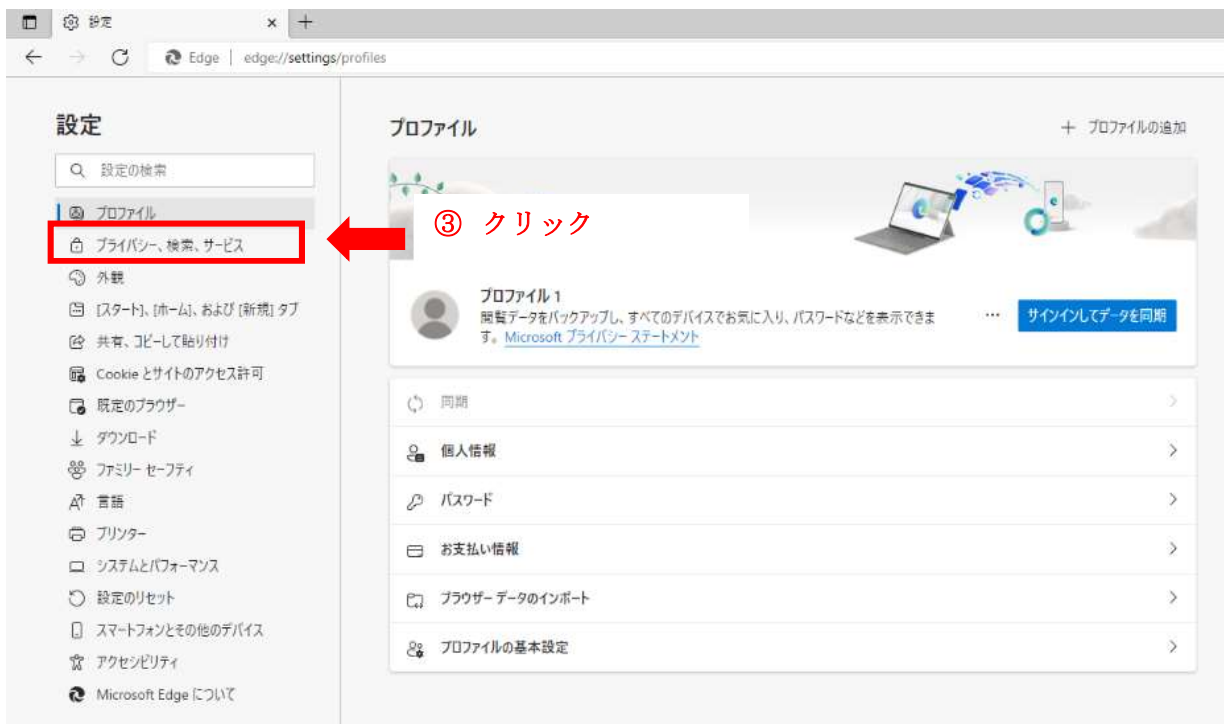 設定
Edge
edge://settings/profiles
設定
設定の検索
プロファイル
プライバシー、検索、サービス
外観
[スタート]、[ホーム]、および [新規] タブ
共有、コピーして貼り付け
Cookie とサイトのアクセス許可
既定のブラウザー
ダウンロード
ファミリー セーフティ
言語
プリンター
システムとパフォーマンス
設定のリセット
スマートフォンとその他のデバイス
アクセシビリティ
Microsoft Edge について
プロファイル
プロファイルの追加
③ クリック
プロファイル 1
閲覧データをバックアップし、すべてのデバイスでお気に入り、パスワードなどを表示できま
す。Microsoft プライバシー ステートメント
サインインしてデータを同期
同期
個人情報
パスワード
お支払い情報
ブラウザー データのインポート
プロファイルの基本設定